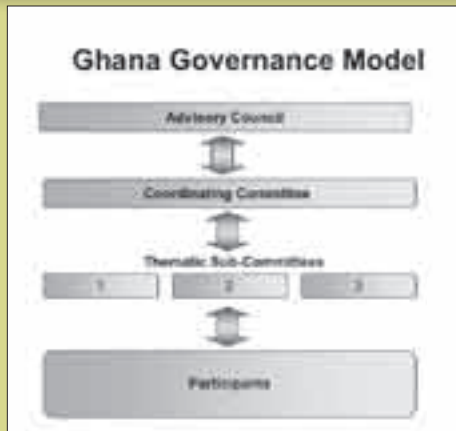 Ghana Governance Model
Advisory Council
Coordinating Committee
Thematic Sub-Committees
1 2 3
Participants